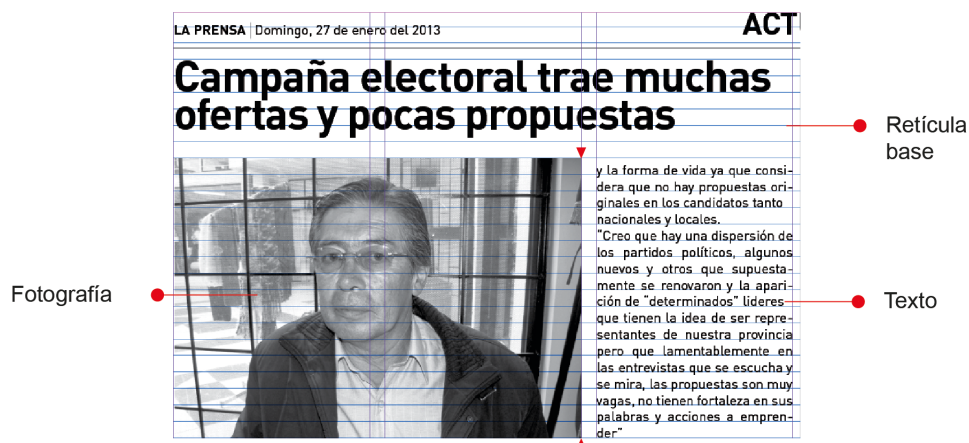 LA PRENSA | Domingo, 27 de enero del 2013
ACT
Campaña electoral trae muchas
ofertas y pocas propuestas
Retícula
base
Fotografía
y la forma de vida ya que consi-
dera que no hay propuestas ori-
ginales en los candidatos tanto
nacionales y locales.
"Creo que hay una dispersión de
los partidos políticos, algunos
nuevos y otros que supuesta-
mente se renovaron y la apari-
ción de "determinados" lideres
que tienen la idea de ser repre-
sentantes de nuestra provincia
pero que lamentablemente en
las entrevistas que se escucha y
se mira, las propuestas son muy
vagas, no tienen fortaleza en sus
palabras y acciones a empren-
der"
Texto